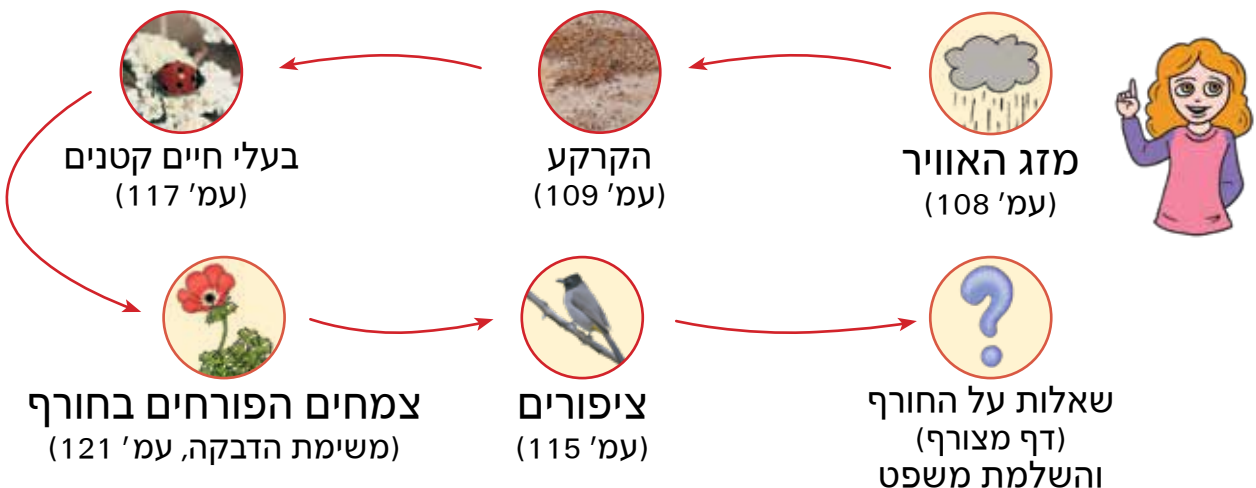 מזג האוויר
(עמ' 108)
הקרקע
(עמ' 109)
בעלי חיים קטנים
(עמ' 117)
צמחים הפורחים בחורף
(משימת הדבקה, עמ' 121)
ציפורים
(עמ' 115)
שאלות על החורף
(דף מצורף)
והשלמת משפט